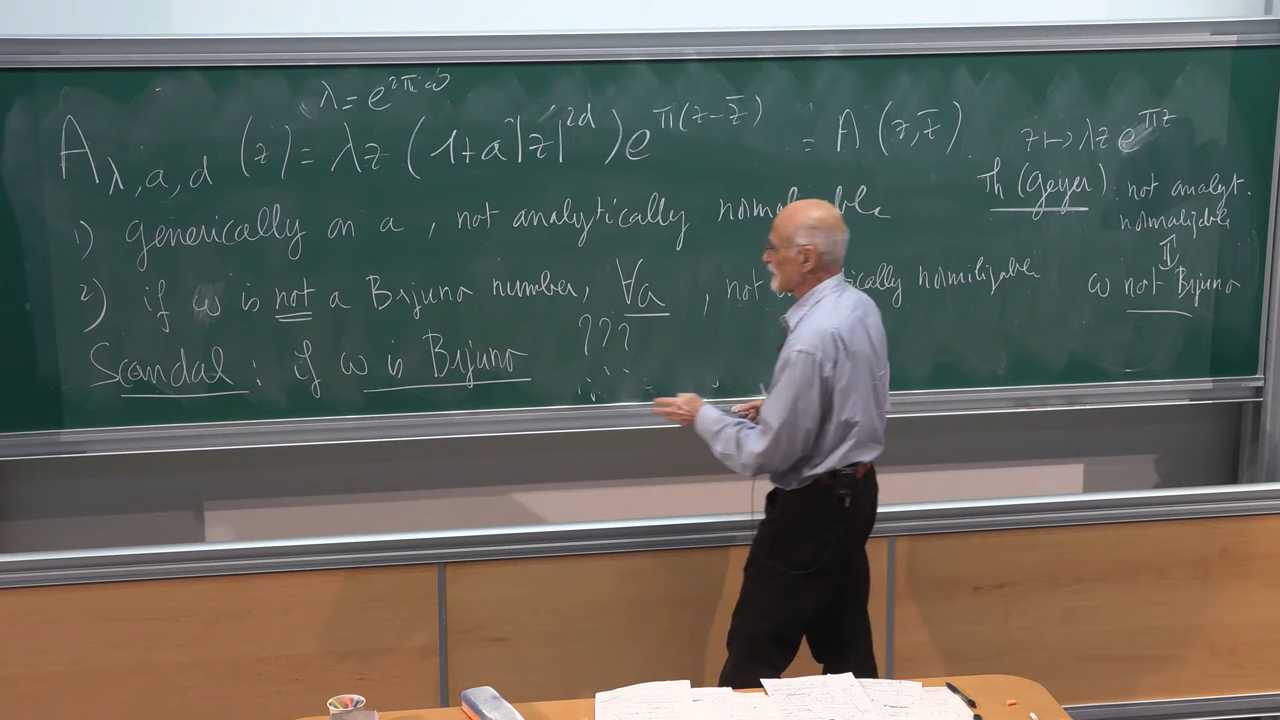 λ = e^{2πiω}
A_{λ,a,d} (z) = λz (1+a|z|^{2d}) e^{π(z-z̄)} = A (z, z̄)
1) generically on a, not analytically
2) if ω is not a Brjuno number, ∀a, not normalizable
Scandal : if ω is Brjuno ???
z ↦ λz e^{πz}
Th (Geyer) : not analyt.
normalizable
⇕
ω not Brjuno